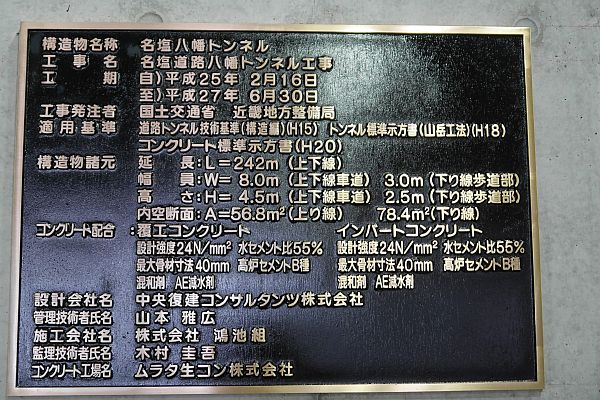 構造物名称 名塩八幡トンネル
工事名 名塩道路八幡トンネル工事
工期 自)平成25年 2月16日
至)平成27年 6月30日
工事発注者 国土交通省 近畿地方整備局
適用基準 道路トンネル技術基準(構造編)(H15) トンネル標準示方書(山岳工法)(H18)
コンクリート標準示方書(H20)
構造物諸元 延長:L=242m(上下線)
幅員:W= 8.0m(上下線車道) 3.0m(下り線歩道部)
高さ:H= 4.5m(上下線車道) 2.5m(下り線歩道部)
内空断面:A=56.8m²(上り線) 78.4m²(下り線)
コンクリート配合:覆工コンクリート インバートコンクリート
設計強度24N/mm² 水セメント比55% 設計強度24N/mm² 水セメント比55%
最大骨材寸法40mm 高炉セメントB種 最大骨材寸法40mm 高炉セメントB種
混和剤 AE減水剤 混和剤 AE減水剤
設計会社名 中央復建コンサルタンツ株式会社
管理技術者氏名 山本 雅広
施工会社名 株式会社 鴻池組
監理技術者氏名 木村 圭吾
コンクリート工場名 ムラタ生コン株式会社